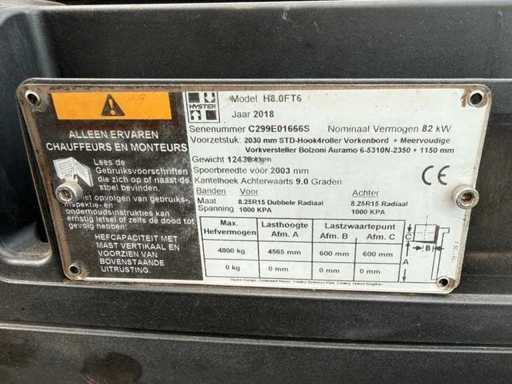 HYSTER
Model H8.0FT6
Jaar 2018
Serienummer C299E01666S Nominaal Vermogen 82 kW
Voorzetstuk: 2030 mm STD-Hook4roller Vorkenbord + Meervoudige
Vorkversteller Bolzoni Auramo 6-5310N-2350 + 1150 mm
Gewicht 12430 kgm
Spoorbreedte voor 2003 mm
Kantelhoek Achterwaarts 9.0 Graden
Banden Voor Achter
Maat 8.25R15 Dubbele Radiaal 8.25R15 Radiaal
Spanning 1000 KPA 1000 KPA
Max. Hefvermogen Lasthoogte Afm. A Lastzwaartepunt Afm. B Afm. C
4800 kg 4565 mm 600 mm 600 mm
0 kg 0 mm 0 mm 0 mm
CE
B
A
ALLEEN ERVAREN
CHAUFFEURS EN MONTEURS
Lees de
Gebruiksvoorschriften
die zich op of naast de
stoel bevinden.
Niet opvolgen van gebruiks-,
inspektie- en
onderhoudsinstrukties kan
ernstig letsel of zelfs de dood tot
gevolg hebben.
HEFCAPACITEIT MET
MAST VERTIKAAL EN
VOORZIEN VAN
BOVENSTAANDE
UITRUSTING.